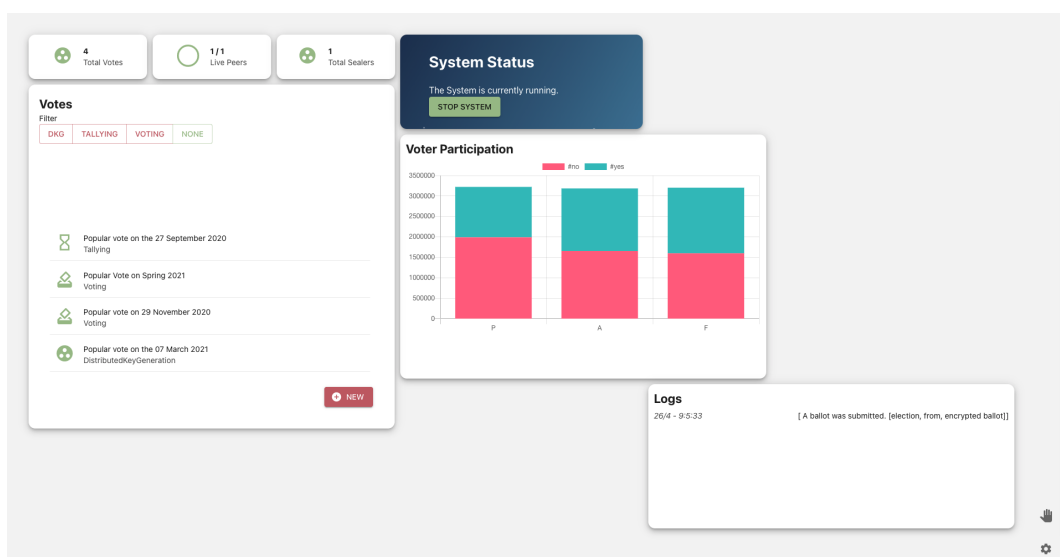 4
Total Votes
1 / 1
Live Peers
1
Total Sealers
System Status
The System is currently running.
STOP SYSTEM
Votes
Filter
DKG TALLYING VOTING NONE
Popular vote on the 27 September 2020
Tallying
Popular Vote on Spring 2021
Voting
Popular vote on 29 November 2020
Voting
Popular vote on the 07 March 2021
DistributedKeyGeneration
NEW
Voter Participation
#no #yes
3500000
3000000
2500000
2000000
1500000
1000000
500000
0
P A F
Logs
26/4 - 9:5:33 [ A ballot was submitted. [election, from, encrypted ballot]]